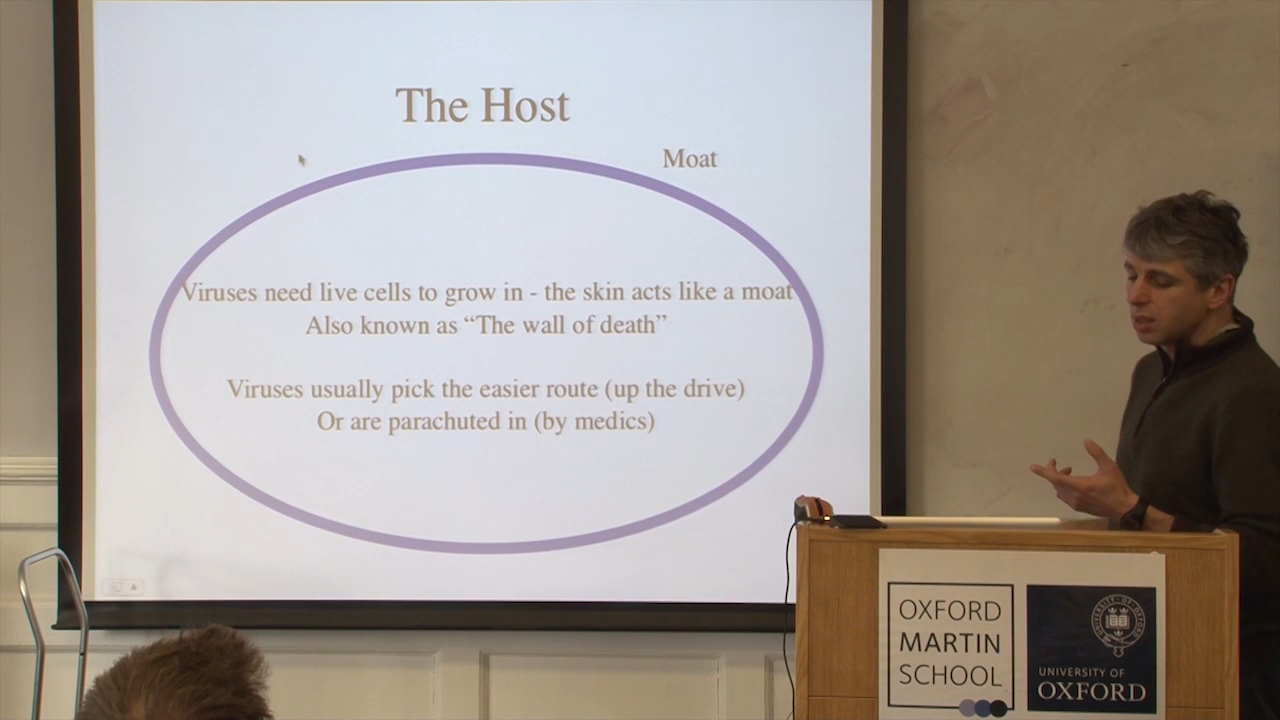 The Host
Moat
Viruses need live cells to grow in - the skin acts like a moat
Also known as “The wall of death”
Viruses usually pick the easier route (up the drive)
Or are parachuted in (by medics)
OXFORD
MARTIN
SCHOOL
UNIVERSITY OF
OXFORD